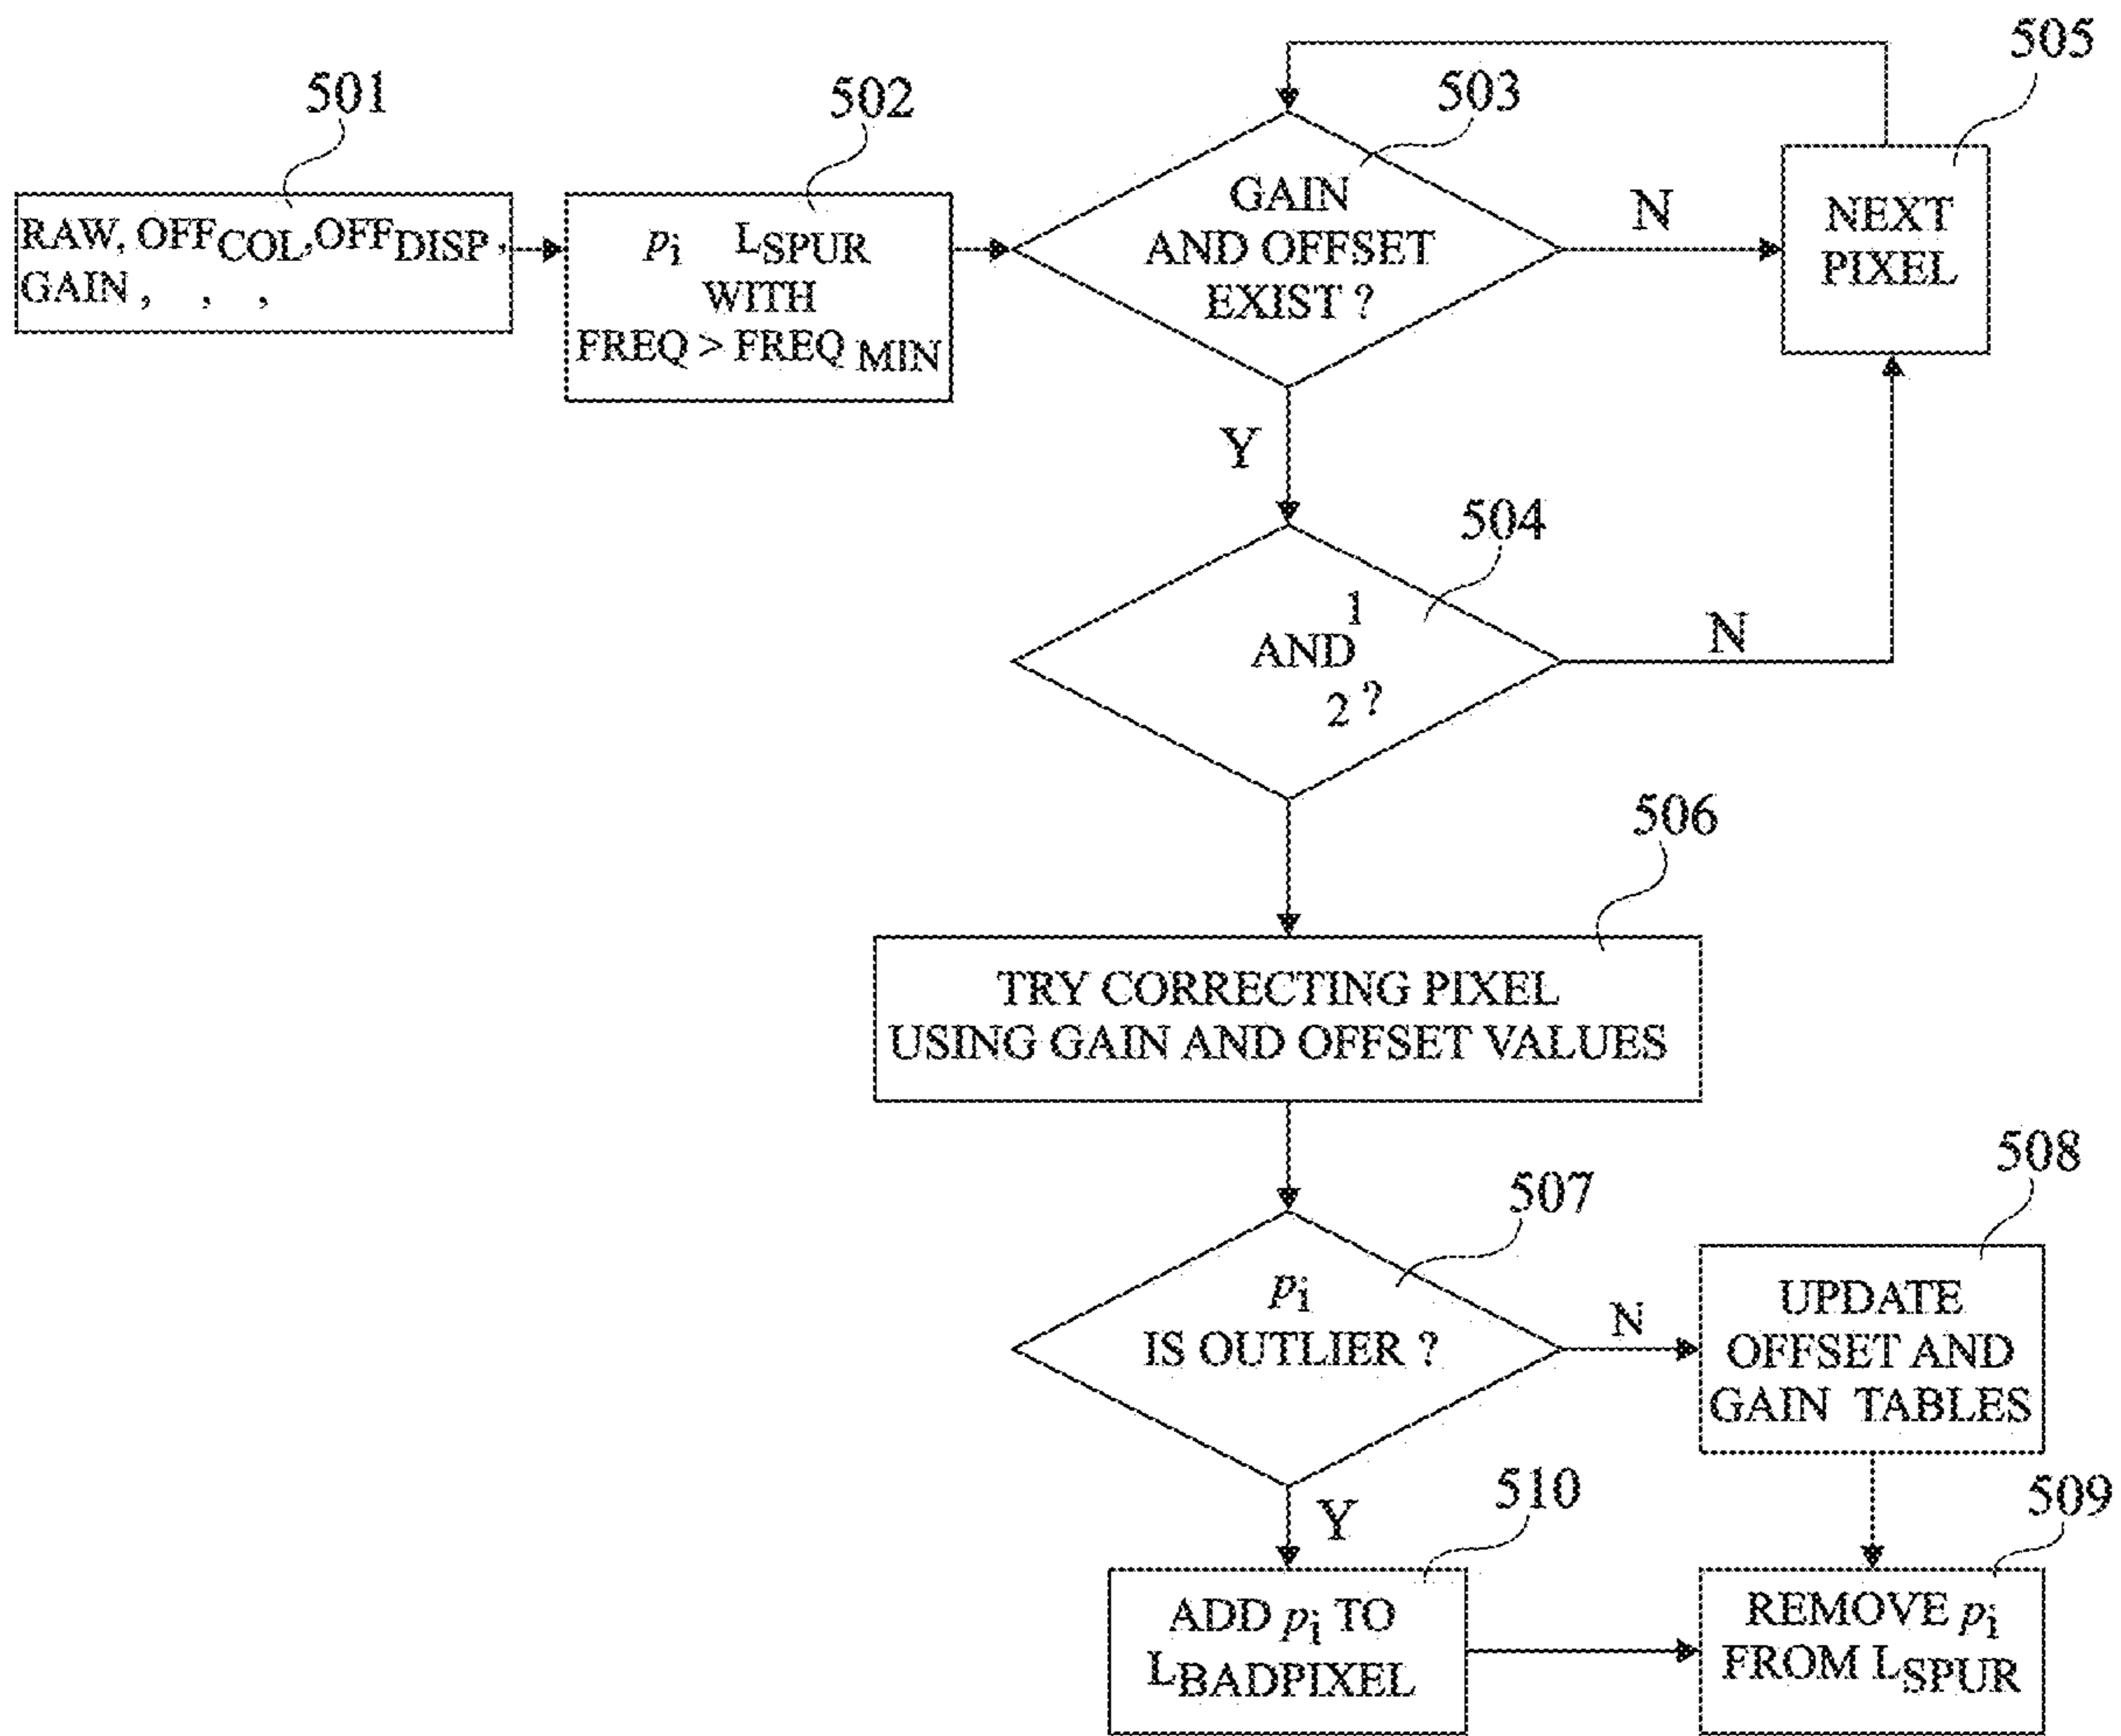 501
RAW, OFFCOL,OFFDISP,
GAIN, , ,
502
pi LSPUR
WITH
FREQ > FREQ MIN
503
GAIN
AND OFFSET
EXIST ?
N
505
NEXT
PIXEL
Y
504
1
AND
2 ?
N
506
TRY CORRECTING PIXEL
USING GAIN AND OFFSET VALUES
507
pi
IS OUTLIER ?
N
508
UPDATE
OFFSET AND
GAIN TABLES
Y
510
ADD pi TO
LBADPIXEL
509
REMOVE pi
FROM LSPUR